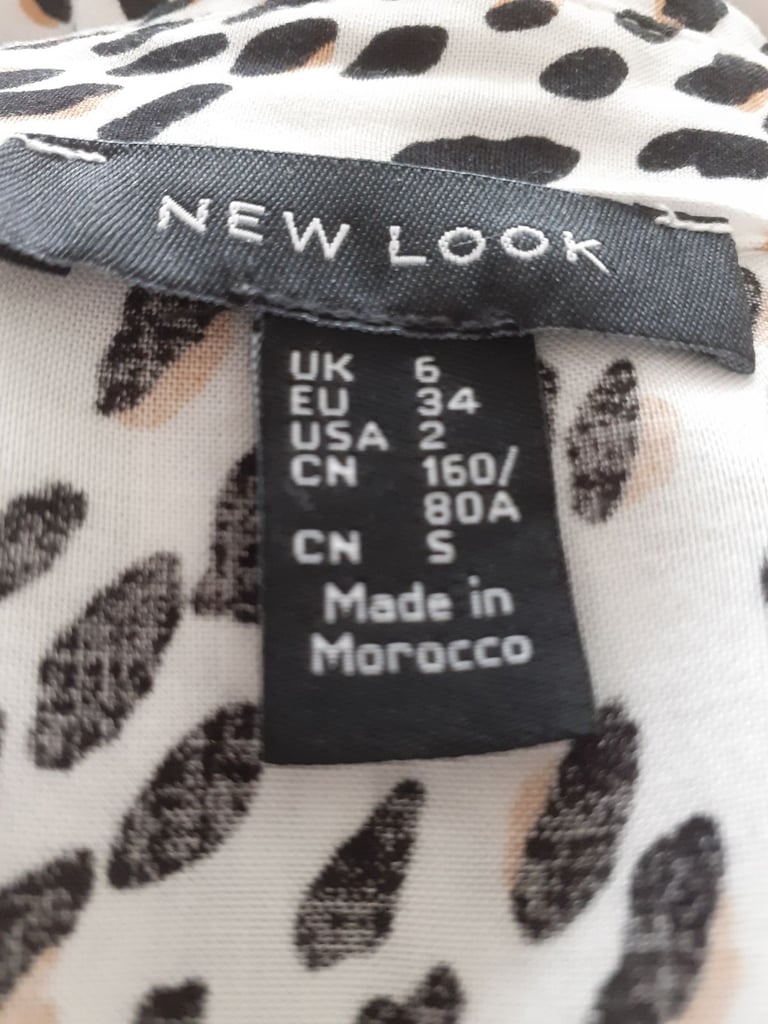 NEW LOOK
UK 6
EU 34
USA 2
CN 160/
80A
CN S
Made in
Morocco